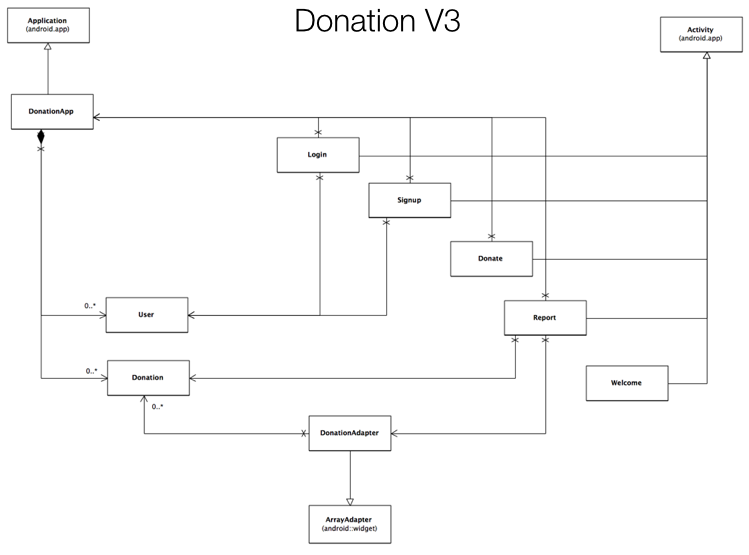 Donation V3
Application
(android.app)
Activity
(android.app)
DonationApp
Login
Signup
Donate
0..*
User
Report
0..*
Donation
Welcome
0..*
DonationAdapter
ArrayAdapter
(android::widget)